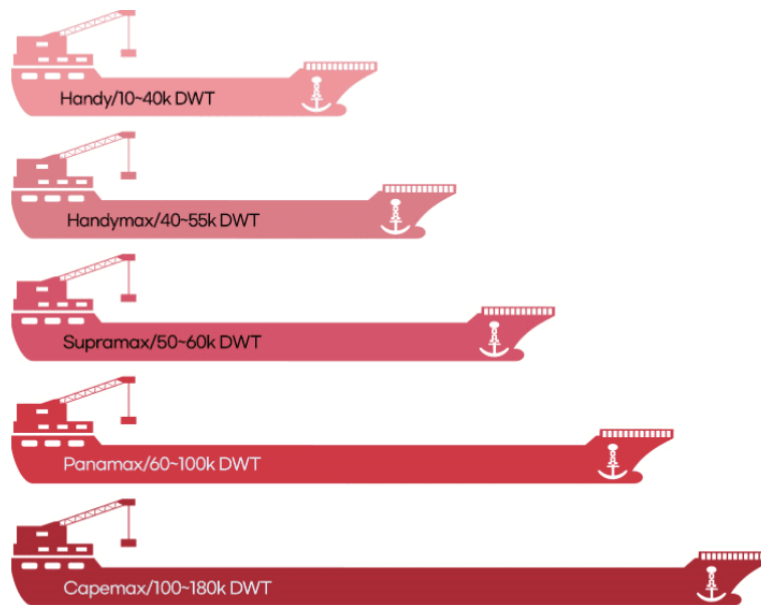 Handy/10~40k DWT
Handymax/40~55k DWT
Supramax/50~60k DWT
Panamax/60~100k DWT
Capemax/100~180k DWT